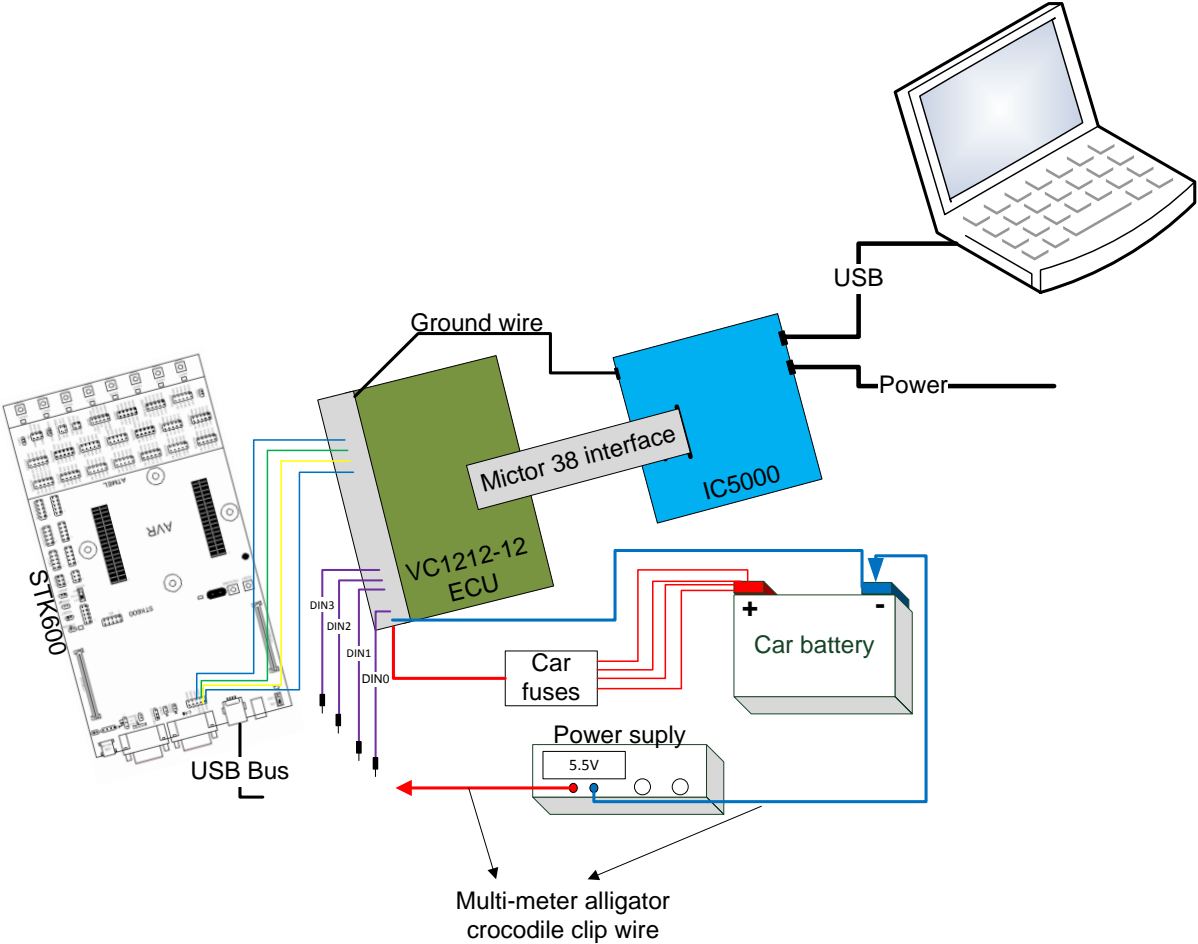 USB
Ground wire
Power
Mictor 38 interface
IC5000
ATMEL
AVR
STK600
STK600
VC1212-12
ECU
DIN3
DIN2
DIN1
DIN0
+
-
Car battery
Car
fuses
Power suply
5.5V
USB Bus
Multi-meter alligator
crocodile clip wire